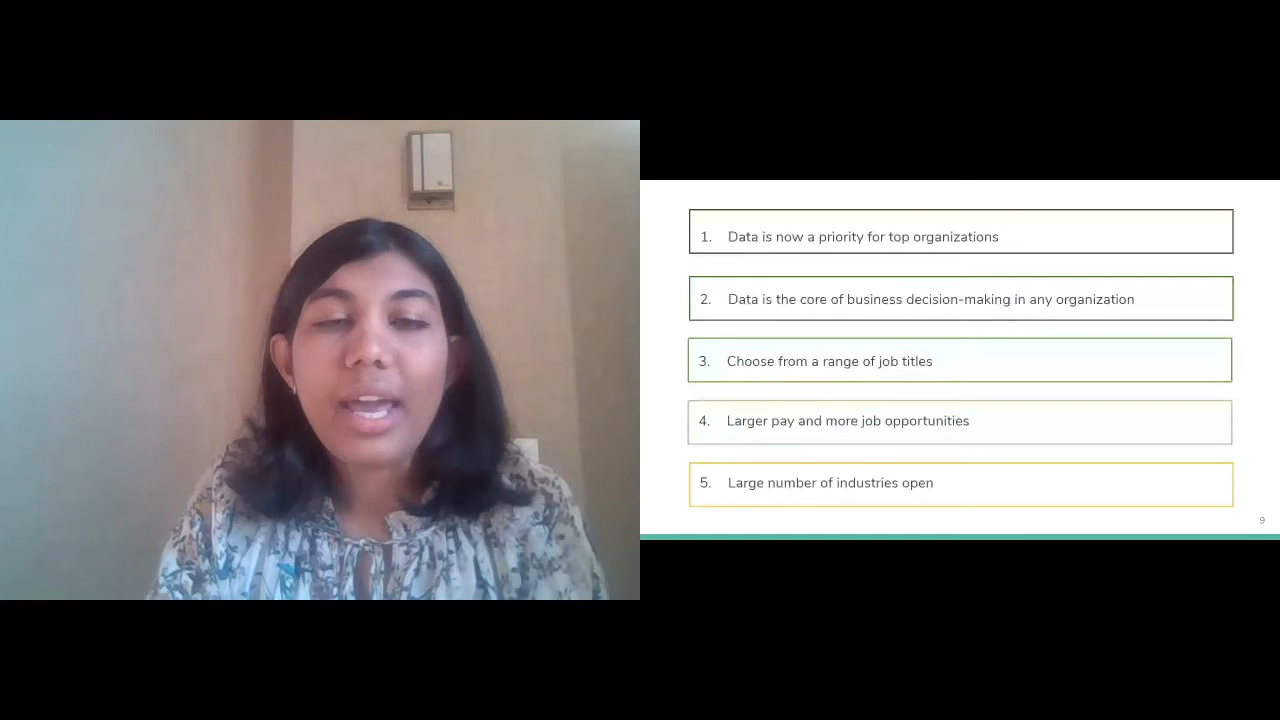 1. Data is now a priority for top organizations
2. Data is the core of business decision-making in any organization
3. Choose from a range of job titles
4. Larger pay and more job opportunities
5. Large number of industries open
9